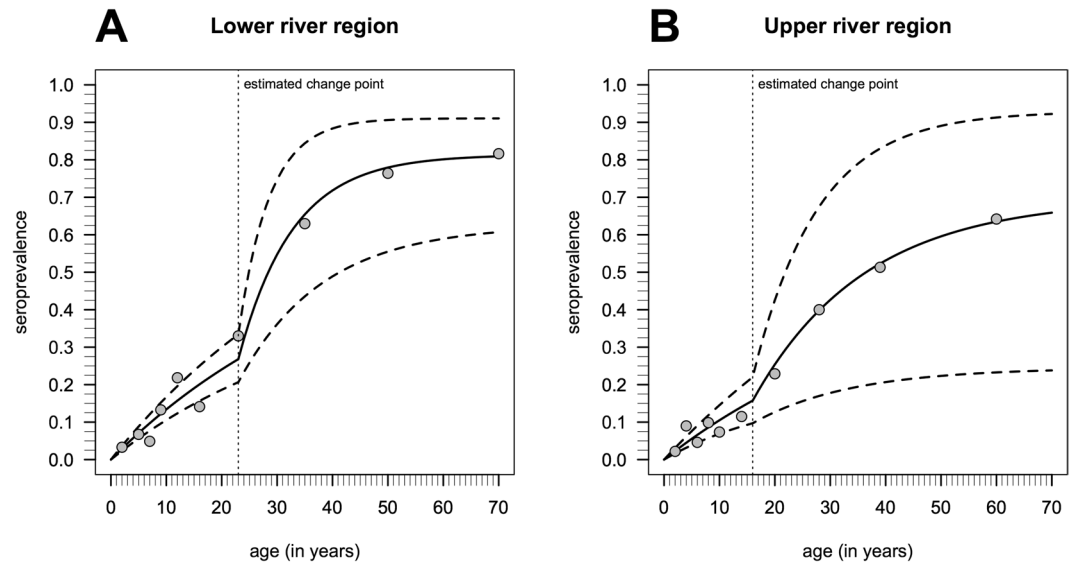 A
Lower river region
estimated change point
1.0
0.9
0.8
0.7
0.6
0.5
0.4
0.3
0.2
0.1
0.0
seroprevalence
0 10 20 30 40 50 60 70
age (in years)
B
Upper river region
estimated change point
1.0
0.9
0.8
0.7
0.6
0.5
0.4
0.3
0.2
0.1
0.0
seroprevalence
0 10 20 30 40 50 60 70
age (in years)